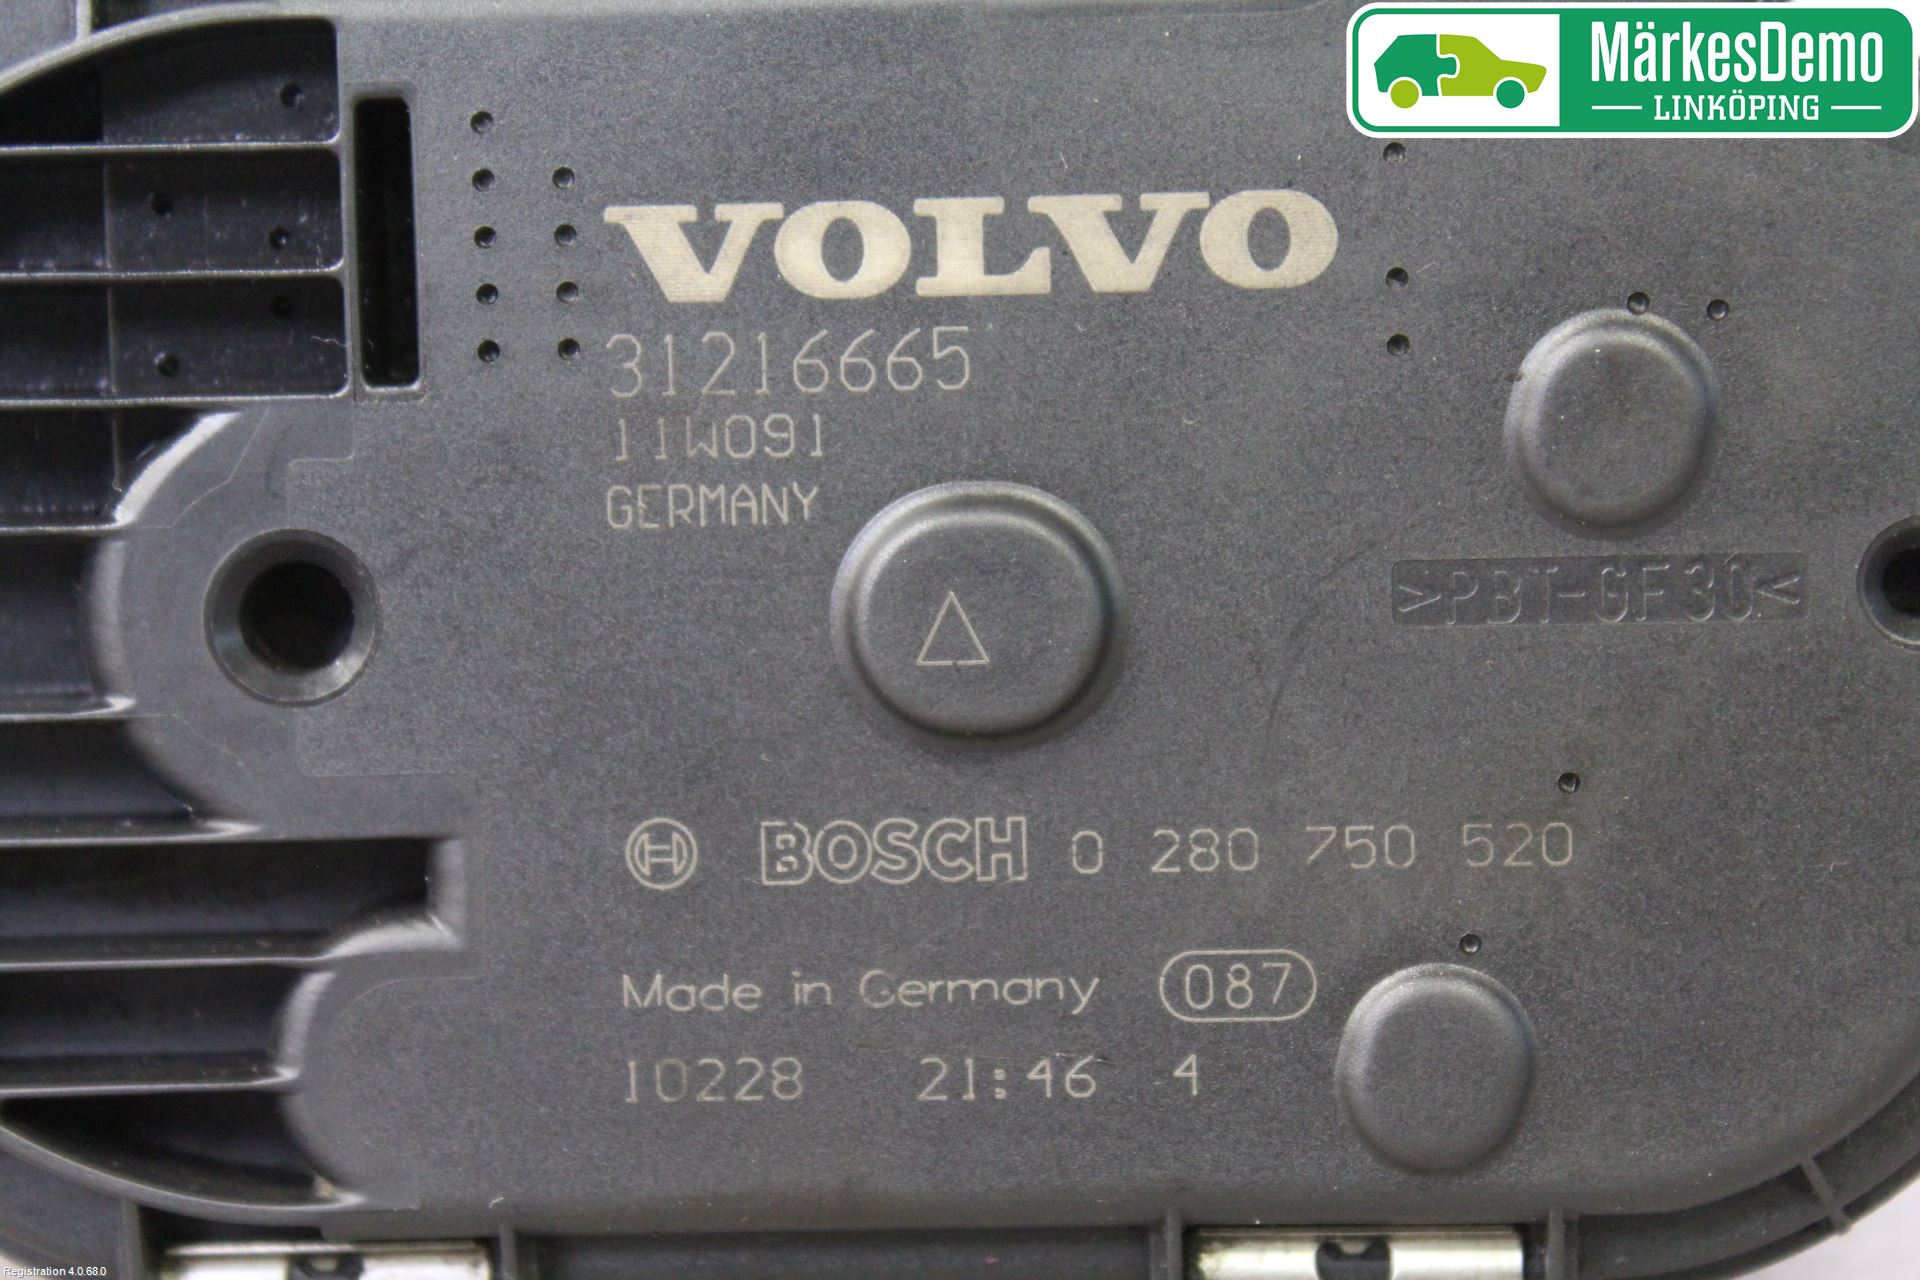 MärkesDemo
LINKÖPING
VOLVO
31216665
11W091
GERMANY
>PBT-GF30<
BOSCH 0 280 750 520
Made in Germany 087
10228 21:46 4
Registration 4.0.68.0